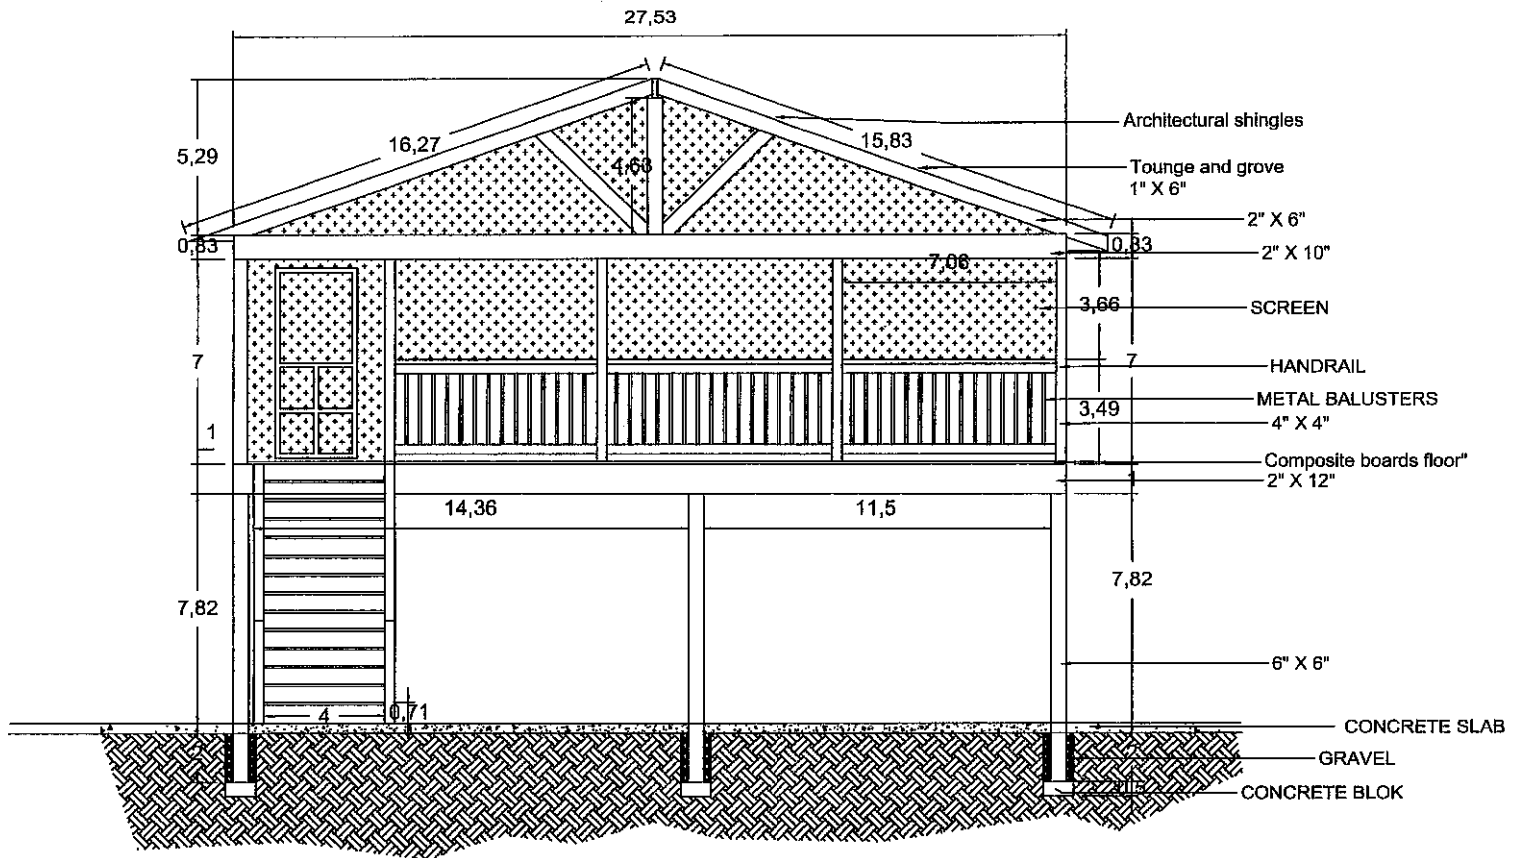 27,53
16,27
15,83
5,29
4,63
Architectural shingles
Tounge and grove
1" X 6"
2" X 6"
0,83
0,83
2" X 10"
7,06
3,66
SCREEN
7
7
HANDRAIL
METAL BALUSTERS
3,49
4" X 4"
1
Composite boards floor"
2" X 12"
1
14,36
11,5
7,82
7,82
6" X 6"
4
0,71
CONCRETE SLAB
GRAVEL
CONCRETE BLOK